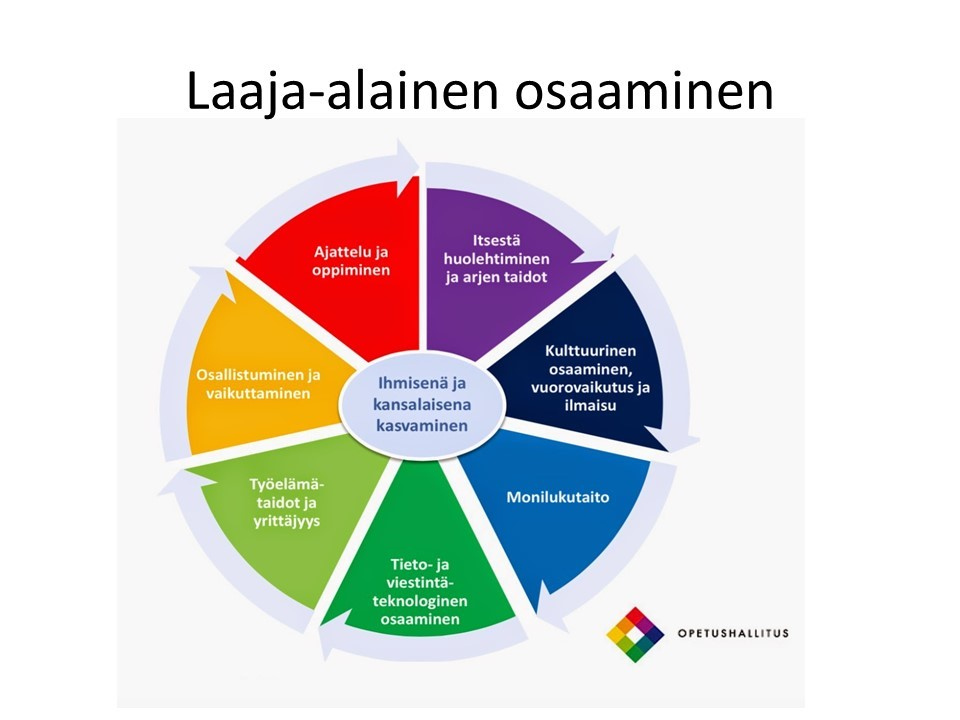 Laaja-alainen osaaminen
Ajattelu ja
oppiminen
Itsestä
huolehtiminen
ja arjen taidot
Kulttuurinen
osaaminen,
vuorovaikutus ja
ilmaisu
Monilukutaito
Tieto- ja
viestintä-
teknologinen
osaaminen
Työelämä-
taidot ja
yrittäjyys
Osallistuminen ja
vaikuttaminen
Ihmisenä ja
kansalaisena
kasvaminen
OPETUSHALLITUS